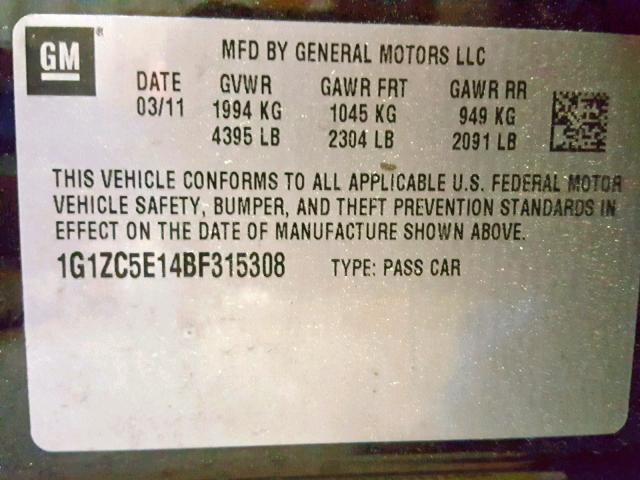 GM®
MFD BY GENERAL MOTORS LLC
DATE GVWR GAWR FRT GAWR RR
03/11 1994 KG 1045 KG 949 KG
4395 LB 2304 LB 2091 LB
THIS VEHICLE CONFORMS TO ALL APPLICABLE U.S. FEDERAL MOTOR
VEHICLE SAFETY, BUMPER, AND THEFT PREVENTION STANDARDS IN
EFFECT ON THE DATE OF MANUFACTURE SHOWN ABOVE.
1G1ZC5E14BF315308 TYPE: PASS CAR